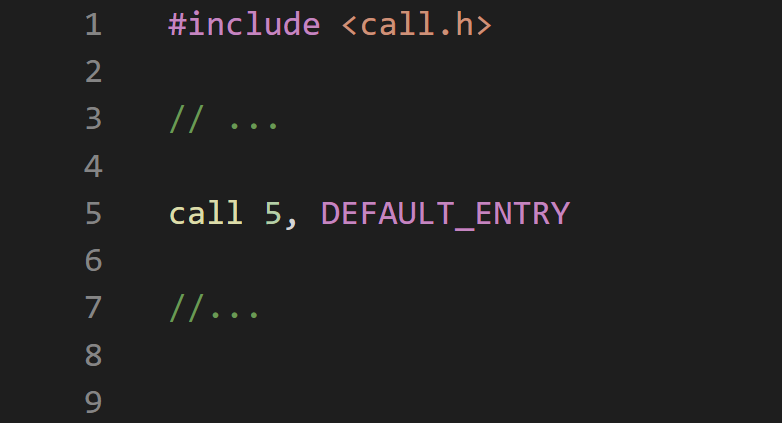 1 #include <call.h>
2
3 // ...
4
5 call 5, DEFAULT_ENTRY
6
7 //...
8
9